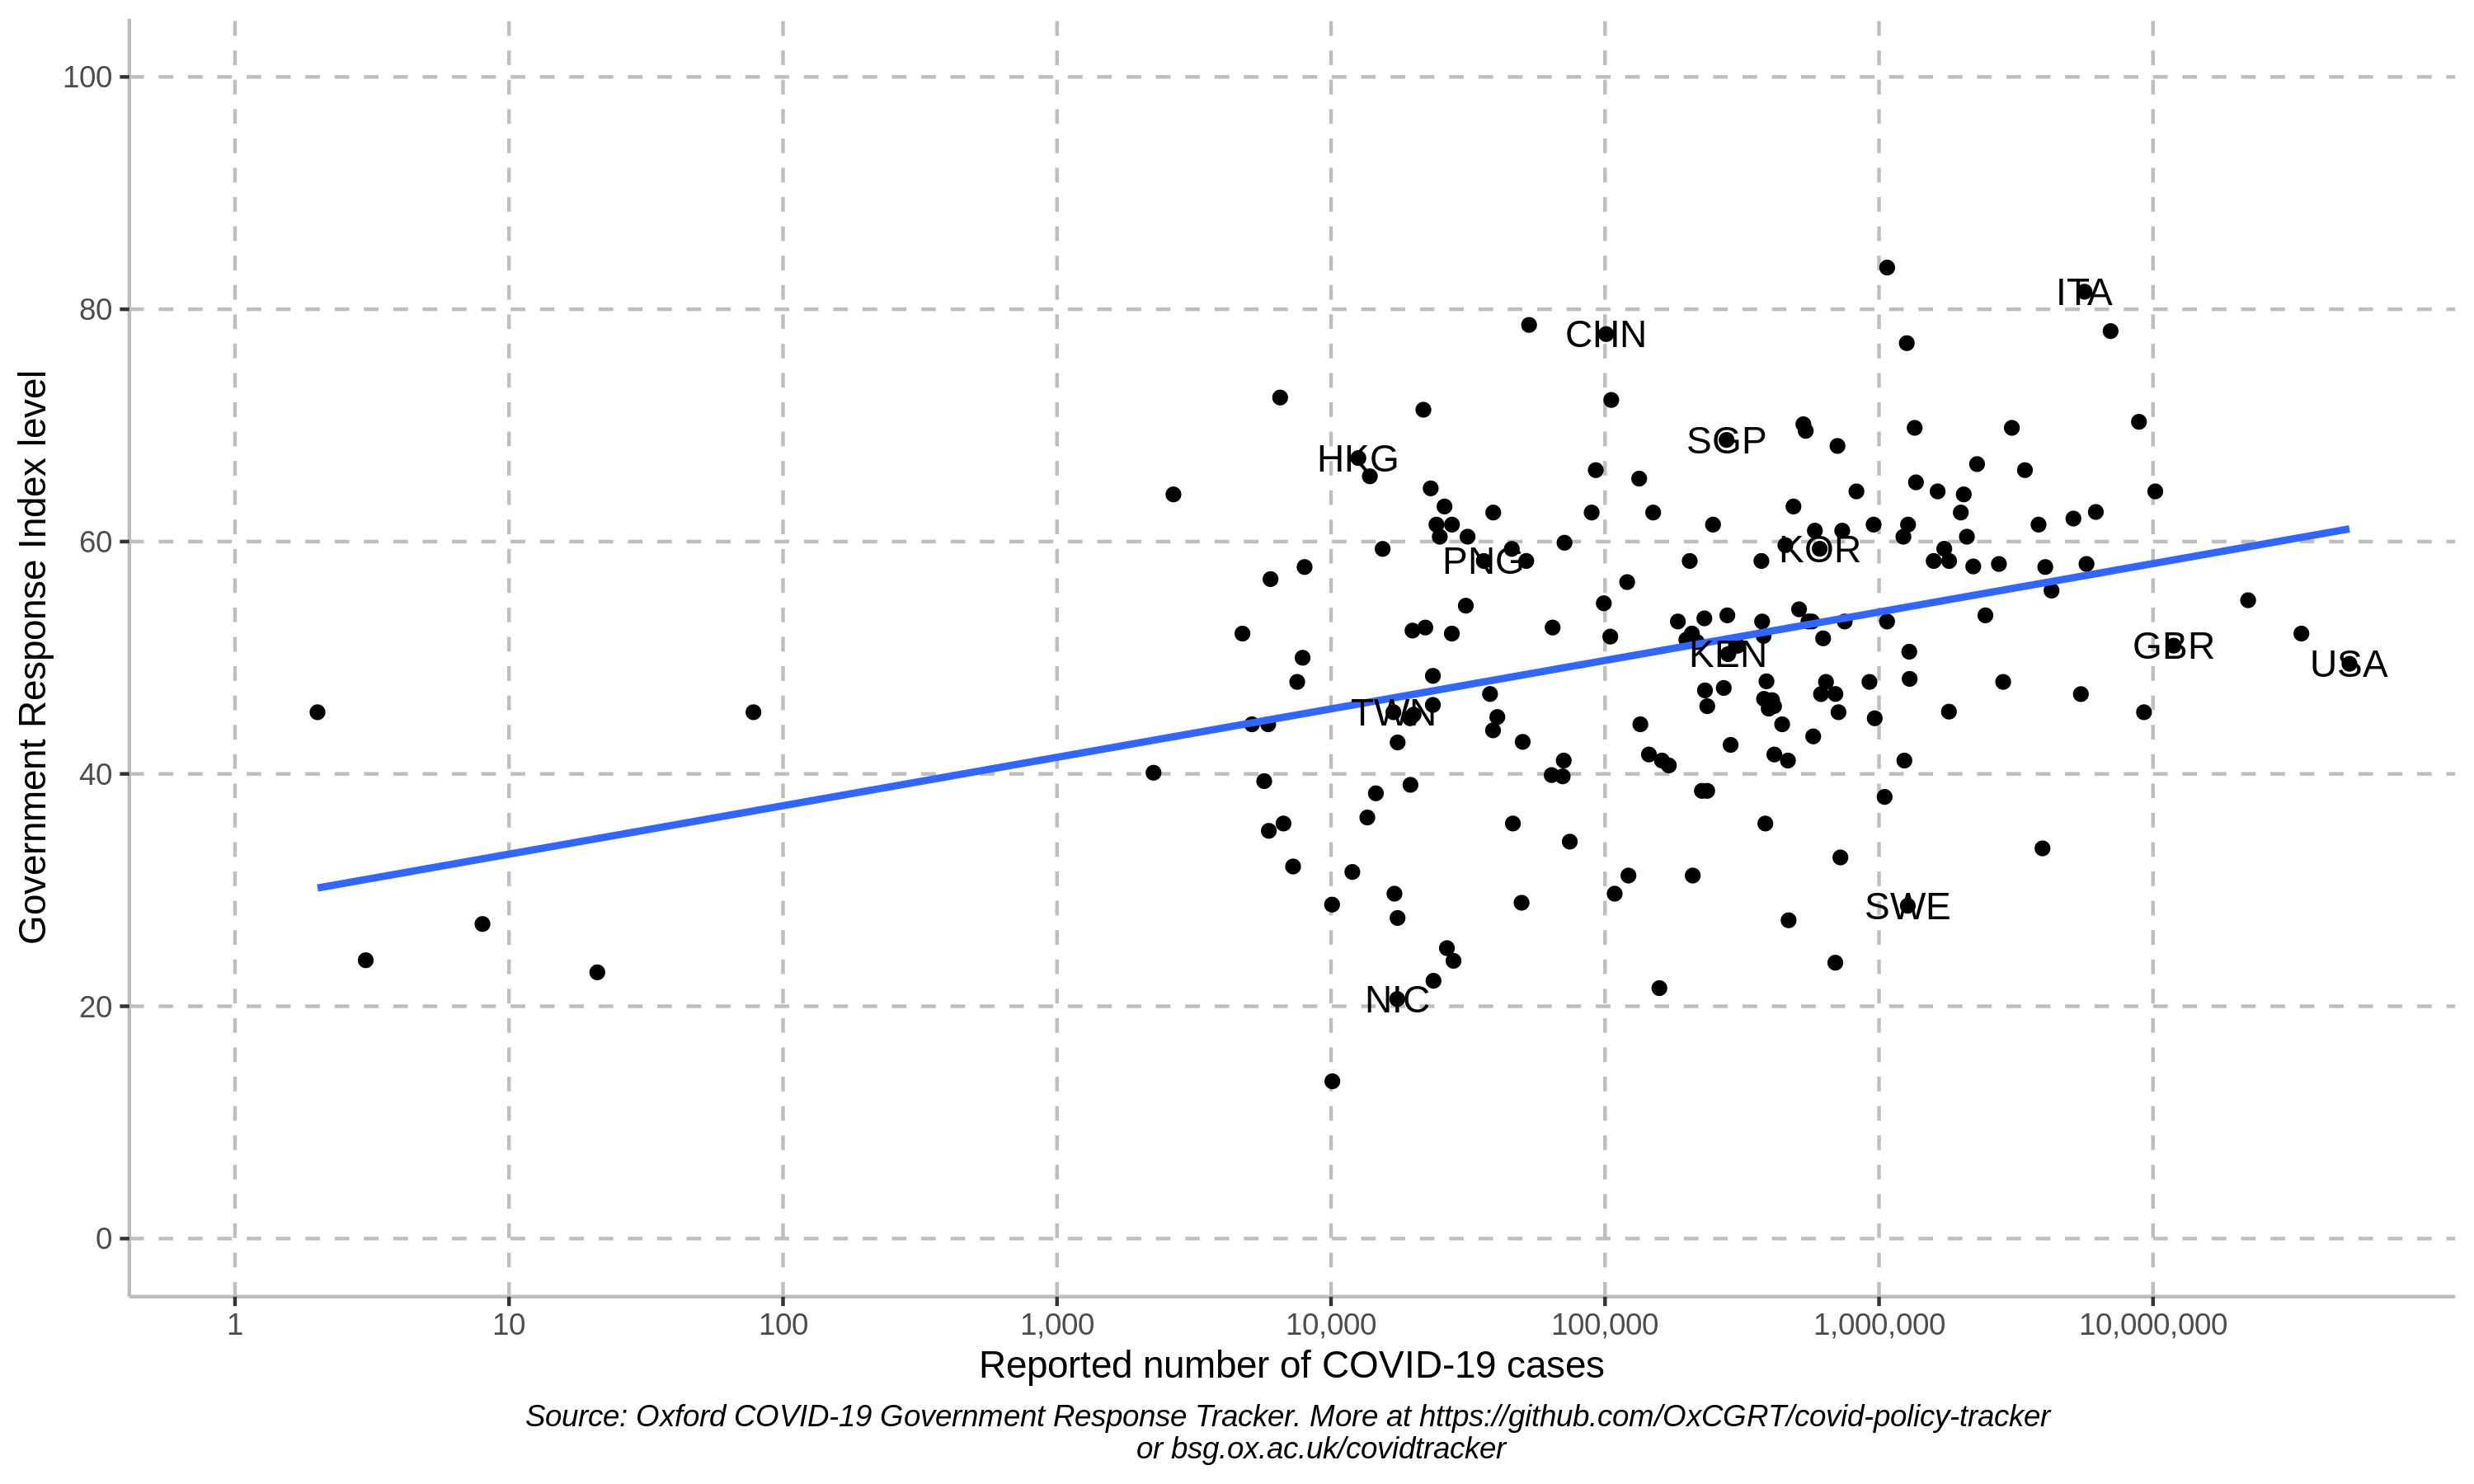 100
80
60
40
20
0
Government Response Index level
ITA
CHN
SGP
HKG
KOR
PNG
GBR
KEN
USA
TWN
SWE
NIC
1
10
100
1,000
10,000
100,000
1,000,000
10,000,000
Reported number of COVID-19 cases
Source: Oxford COVID-19 Government Response Tracker. More at https://github.com/OxCGRT/covid-policy-tracker
or bsg.ox.ac.uk/covidtracker